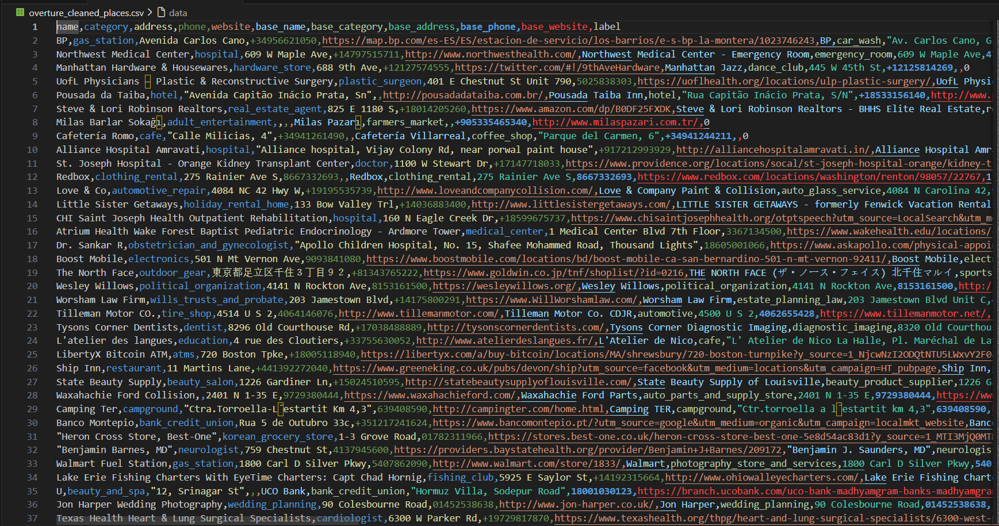 overture_cleaned_places.csv > data
1 name,category,address,phone,website,base_name,base_category,base_address,base_phone,base_website,label
2 BP,gas_station,Avenida Carlos Cano,+34956621050,https://map.bp.com/es-ES/ES/estacion-de-servicio/los-barrios/e-s-bp-la-montera/1023746243,BP,car_wash,"Av. Carlos Cano, G
3 Northwest Medical Center,hospital,609 W Maple Ave,+14797515711,http://www.northwesthealth.com/,Northwest Medical Center - Emergency Room,emergency_room,609 W Maple Ave,4
4 Manhattan Hardware & Housewares,hardware_store,688 9th Ave,+12127574555,https://twitter.com/#!/9thAveHardware,Manhattan Jazz,dance_club,445 W 45th St,+12125814269,,0
5 UofL Physicians – Plastic & Reconstructive Surgery,plastic_surgeon,401 E Chestnut St Unit 790,5025838303,https://uoflhealth.org/locations/ulp-plastic-surgery/,UofL Physi
6 Pousada da Taiba,hotel,"Avenida Capitão Inácio Prata, Sn",,http://pousadadataiba.com.br/,Pousada Taiba Inn,hotel,"Rua Capitão Inácio Prata, S/N",+18533156140,http://www.
7 Steve & Lori Robinson Realtors,real_estate_agent,825 E 1180 S,+18014205260,https://www.amazon.com/dp/B0DF25FXDK,Steve & Lori Robinson Realtors - BHHS Elite Real Estate,r
8 Milas Barlar Sokağı,adult_entertainment,,,,Milas Pazarı,farmers_market,,+905335465340,http://www.milaspazari.com.tr/,0
9 Cafetería Romo,cafe,"Calle Milicias, 4",+34941261490,,Cafetería Villarreal,coffee_shop,"Parque del Carmen, 6",+34941244211,,0
10 Alliance Hospital Amravati,hospital,"Alliance hospital, Vijay Colony Rd, near porwal paint house",+917212993929,http://alliancehospitalamravati.in/,Alliance Hospital Amr
11 St. Joseph Hospital - Orange Kidney Transplant Center,doctor,1100 W Stewart Dr,+17147718033,https://www.providence.org/locations/socal/st-joseph-hospital-orange/kidney-t
12 Redbox,clothing_rental,275 Rainier Ave S,8667332693,,Redbox,clothing_rental,275 Rainier Ave S,8667332693,https://www.redbox.com/locations/washington/renton/98057/22767,1
13 Love & Co,automotive_repair,4084 NC 42 Hwy W,+19195535739,http://www.loveandcompanycollision.com/,Love & Company Paint & Collision,auto_glass_service,4084 N Carolina 42,
14 Little Sister Getaways,holiday_rental_home,133 Bow Valley Trl,+14036883400,http://www.littlesistergetaways.com/,LITTLE SISTER GETAWAYS - formerly Fenwick Vacation Rental
15 CHI Saint Joseph Health Outpatient Rehabilitation,hospital,160 N Eagle Creek Dr,+18599675737,https://www.chisaintjosephhealth.org/otptspeech?utm_source=LocalSearch&utm_m
16 Atrium Health Wake Forest Baptist Pediatric Endocrinology - Ardmore Tower,medical_center,1 Medical Center Blvd 7th Floor,3367134500,https://www.wakehealth.edu/locations/
17 Dr. Sankar R,obstetrician_and_gynecologist,"Apollo Children Hospital, No. 15, Shafee Mohammed Road, Thousand Lights",18605001066,https://www.askapollo.com/physical-appoi
18 Boost Mobile,electronics,501 N Mt Vernon Ave,9093841080,https://www.boostmobile.com/locations/bd/boost-mobile-ca-san-bernardino-501-n-mt-vernon-92411/,Boost Mobile,elect
19 The North Face,outdoor_gear,東京都足立区千住３丁目９２,+81343765222,https://www.goldwin.co.jp/tnf/shoplist/?id=0216,THE NORTH FACE (ザ・ノース・フェイス) 北千住マルイ,sports
20 Wesley Willows,political_organization,4141 N Rockton Ave,8153161500,https://wesleywillows.org/,Wesley Willows,political_organization,4141 N Rockton Ave,8153161500,http:/
21 Worsham Law Firm,wills_trusts_and_probate,203 Jamestown Blvd,+14175800291,https://www.WillWorshamlaw.com/,Worsham Law Firm,estate_planning_law,203 Jamestown Blvd Unit C,
22 Tilleman Motor CO.,tire_shop,4514 U S 2,4064146076,http://www.tillemanmotor.com/,Tilleman Motor Co. CDJR,automotive,4500 U S 2,4062655428,https://www.tillemanmotor.net/,
23 Tysons Corner Dentists,dentist,8296 Old Courthouse Rd,+17038488889,http://tysonscornerdentists.com/,Tysons Corner Diagnostic Imaging,diagnostic_imaging,8320 Old Courthou
24 L'atelier des langues,education,4 rue des Cloutiers,+33755630052,http://www.atelierdeslangues.fr/,L'Atelier de Nico,cafe,"L' Atelier de Nico La Halle, Pl. Maréchal de La
25 LibertyX Bitcoin ATM,atms,720 Boston Tpke,+18005118940,https://libertyx.com/a/buy-bitcoin/locations/MA/shrewsbury/720-boston-turnpike?y_source=1_NjcwNzI2ODQtNTU5LWxvY2F0
26 Ship Inn,restaurant,11 Martins Lane,+441392272040,https://www.greeneking.co.uk/pubs/devon/ship?utm_source=facebook&utm_medium=locations&utm_campaign=HT_pubpage,Ship Inn,
27 State Beauty Supply,beauty_salon,1226 Gardiner Ln,+15024510595,http://statebeautysupplyoflouisville.com/,State Beauty Supply of Louisville,beauty_product_supplier,1226 G
28 Waxahachie Ford Collision,,2401 N 1-35 E,9729380444,https://www.waxahachieford.com/,Waxahachie Ford Parts,auto_parts_and_supply_store,2401 N 1-35 E,9729380444,https://ww
29 Camping Ter,campground,"Ctra.Torroella-L´estartit Km 4,3",639408590,http://campingter.com/home.html,Camping TER,campground,"Ctr.torroella a l´estartit km 4,3",639408590,
30 Banco Montepio,bank_credit_union,Rua 5 de Outubro 33c,+351217241624,https://www.bancomontepio.pt/?utm_source=google&utm_medium=organic&utm_campaign=localmkt_website,Banc
31 "Heron Cross Store, Best-One",korean_grocery_store,1-3 Grove Road,01782311966,https://stores.best-one.co.uk/heron-cross-store-best-one-5e8d54ac83d1?y_source=1_MTI3MjQ0MT
32 "Benjamin Barnes, MD",neurologist,759 Chestnut St,4137945600,https://providers.baystatehealth.org/provider/Benjamin+J+Barnes/209172,"Benjamin J. Saunders, MD",neurologis
33 Walmart Fuel Station,gas_station,1800 Carl D Silver Pkwy,5407862090,http://www.walmart.com/store/1833/,Walmart,photography_store_and_services,1800 Carl D Silver Pkwy,540
34 Lake Erie Fishing Charters With EyeTime Charters: Capt Chad Hornig,fishing_club,5925 E Saylor St,+14192315664,http://www.ohiowalleyecharters.com/,Lake Erie Fishing Chart
35 U,beauty_and_spa,"12, Srinagar St",,,UCO Bank,bank_credit_union,"Hormuz Villa, Sodepur Road",18001030123,https://branch.ucobank.com/uco-bank-madhyamgram-banks-madhyamgra
36 Jon Harper Wedding Photography,wedding_planning,90 Colesbourne Road,01452538638,http://www.jon-harper.co.uk/,Jon Harper,wedding_planning,90 Colesbourne Road,01452538638,
37 Texas Health Heart & Lung Surgical Specialists,cardiologist,6300 W Parker Rd,+19729817870,https://www.texashealth.org/thpg/heart-and-lung-surgical-specialists/6300-west-